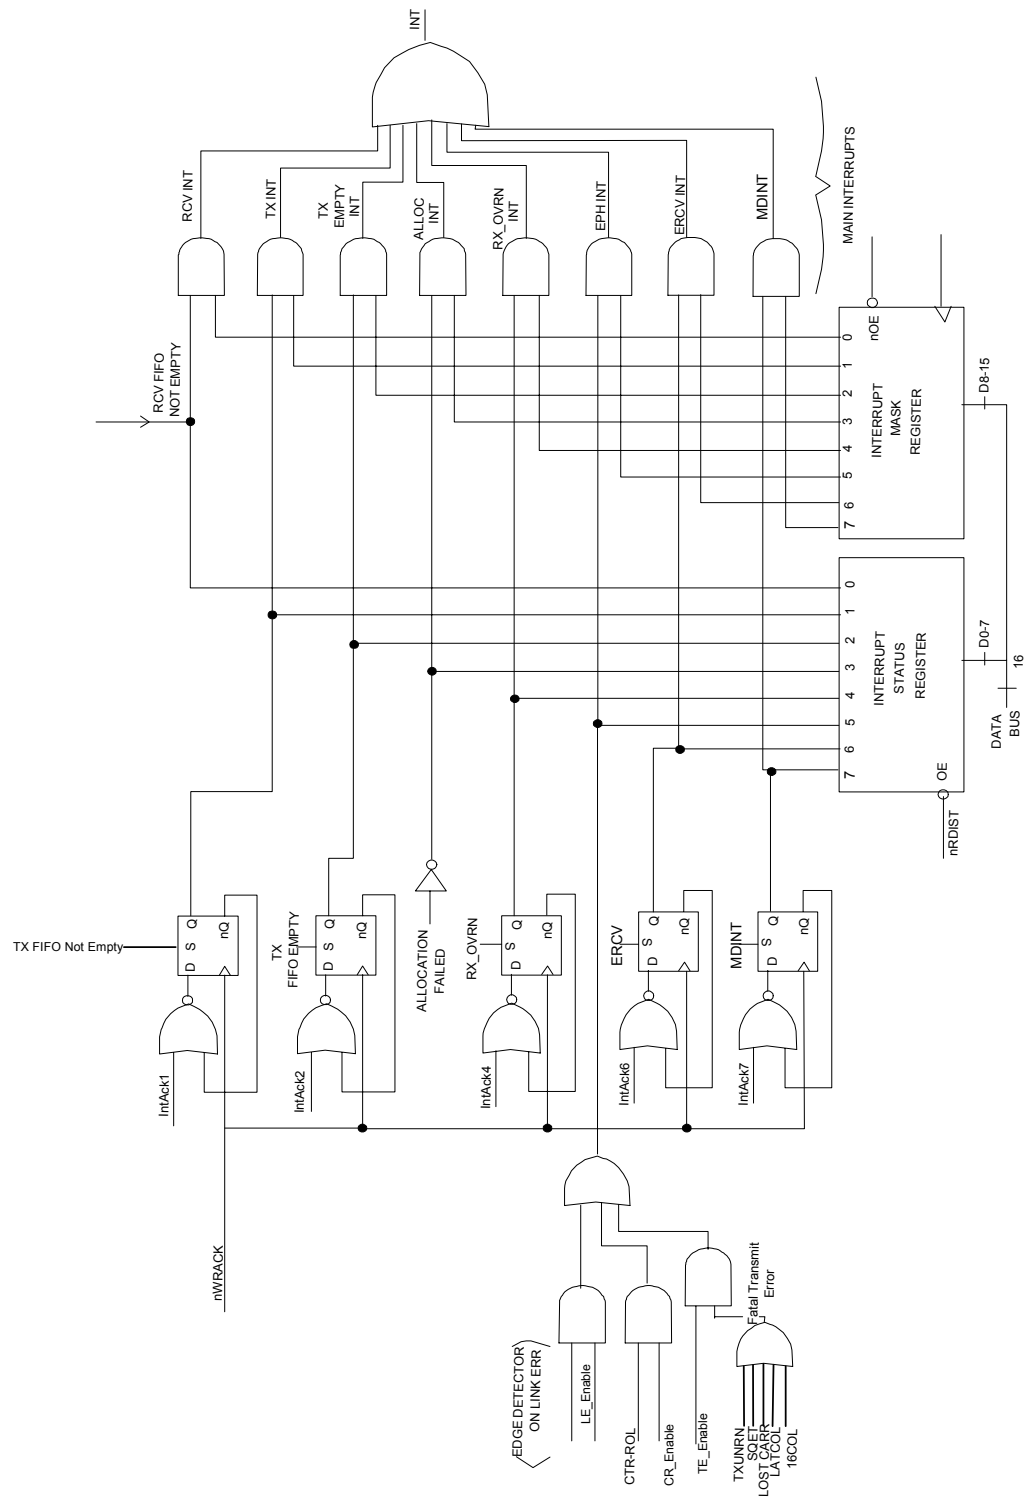 INT
RCV INT
TX INT
TX
EMPTY
INT
ALLOC
INT
RX_OVRN
INT
EPH INT
ERCV INT
MDINT
MAIN INTERRUPTS
RCV FIFO
NOT EMPTY
nOE
0
1
2
3
4
5
6
7
INTERRUPT
MASK
REGISTER
D8-15
0
1
2
3
4
5
6
7
INTERRUPT
STATUS
REGISTER
OE
D0-7
16
DATA
BUS
nRDIST
TX FIFO Not Empty
D
S
Q
nQ
TX
FIFO EMPTY
D
S
Q
nQ
ALLOCATION
FAILED
RX_OVRN
D
S
Q
nQ
ERCV
D
S
Q
nQ
MDINT
D
S
Q
nQ
IntAck1
IntAck2
IntAck4
IntAck6
IntAck7
nWRACK
EDGE DETECTOR
ON LINK ERR
LE_Enable
CTR-ROL
CR_Enable
TE_Enable
Fatal Transmit
Error
TXUNRN
SQET
LOST CARR
LATCOL
16COL